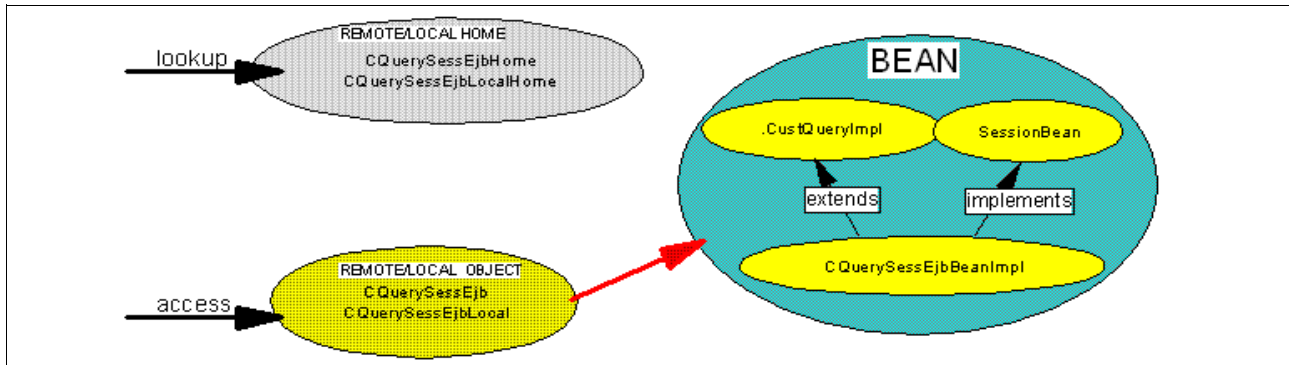 lookup
REMOTE/LOCAL HOME
CQuerySessEjbHome
CQuerySessEjbLocalHome
BEAN
.CustQueryImpl
SessionBean
extends
implements
CQuerySessEjbBeanImpl
access
REMOTE/LOCAL OBJECT
CQuerySessEjb
CQuerySessEjbLocal